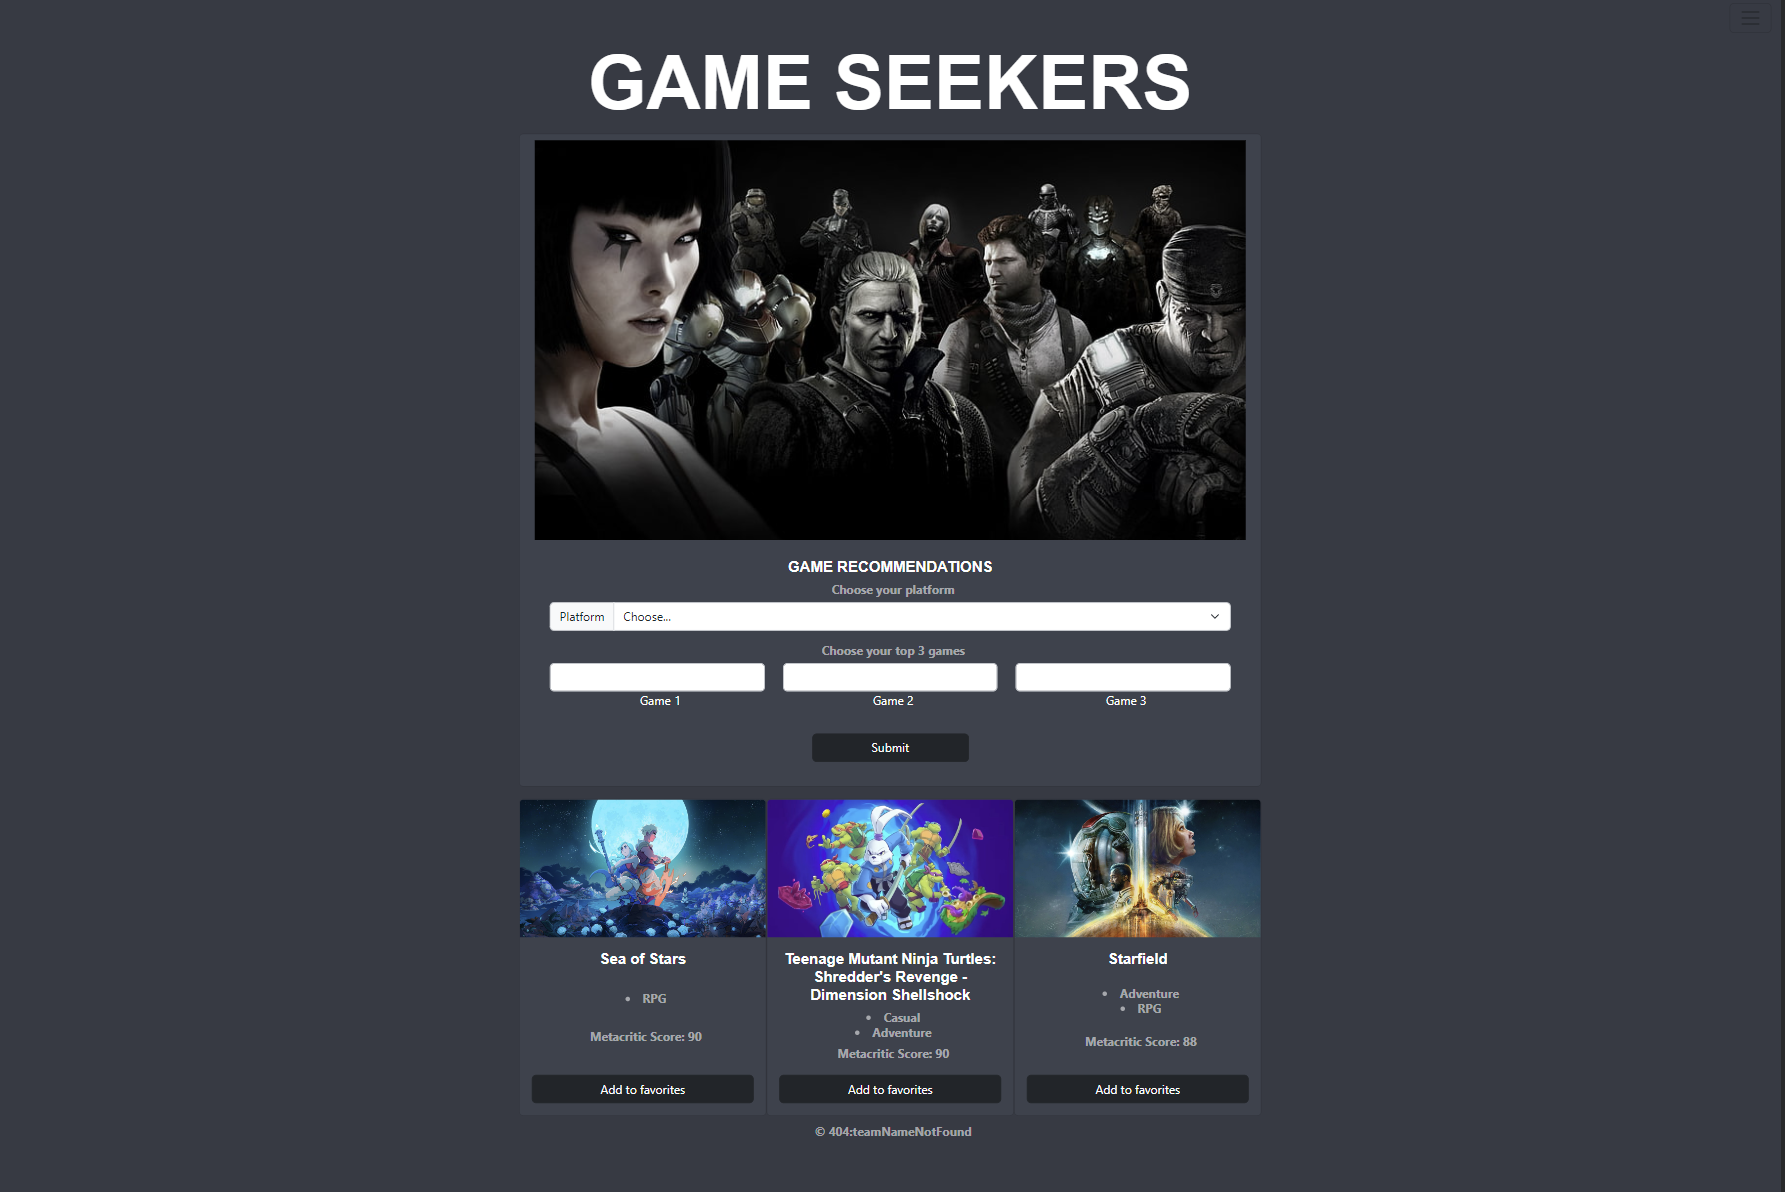 GAME SEEKERS
GAME RECOMMENDATIONS
Choose your platform
Platform Choose...
Choose your top 3 games
Game 1 Game 2 Game 3
Submit
Sea of Stars
• RPG
Metacritic Score: 90
Add to favorites
Teenage Mutant Ninja Turtles:
Shredder's Revenge -
Dimension Shellshock
• Casual
• Adventure
Metacritic Score: 90
Add to favorites
Starfield
• Adventure
• RPG
Metacritic Score: 88
Add to favorites
© 404:teamNameNotFound